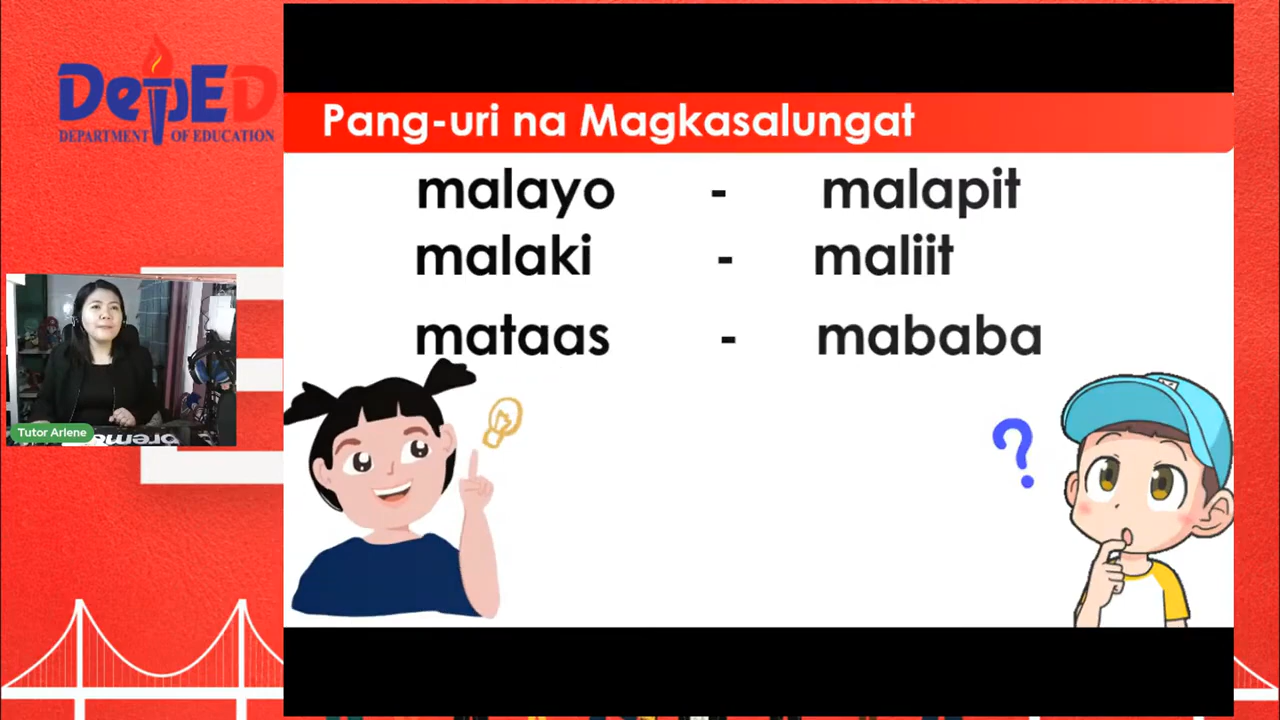 DepED
DEPARTMENT OF EDUCATION
Pang-uri na Magkasalungat
malayo - malapit
malaki - maliit
mataas - mababa
?
Tutor Arlene